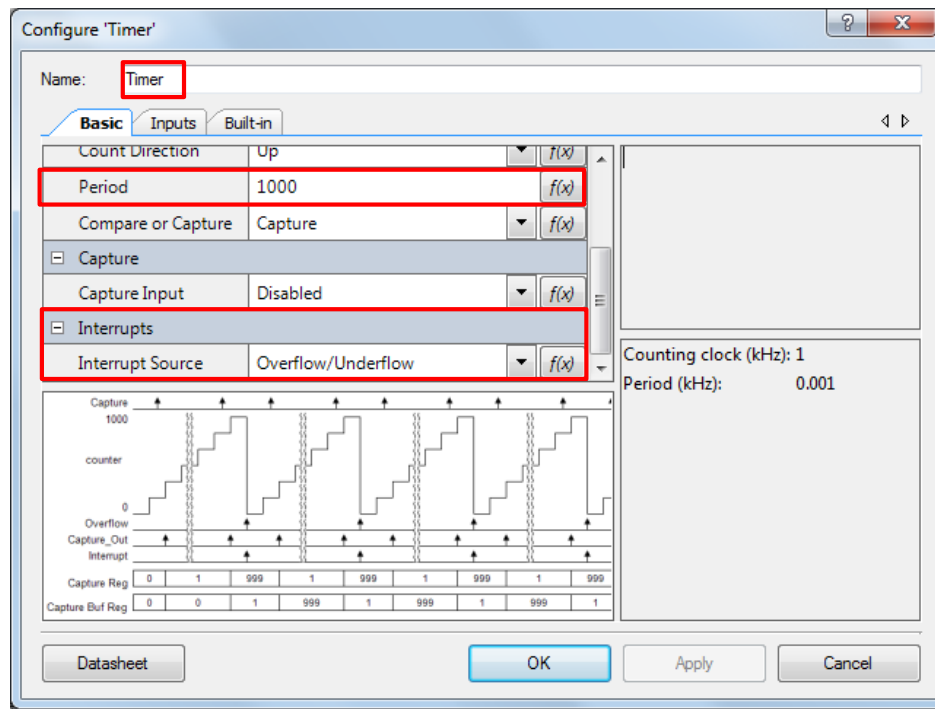 Configure 'Timer'
Name: Timer
Basic Inputs Built-in
Count Direction Up f(x)
Period 1000 f(x)
Compare or Capture Capture f(x)
Capture
Capture Input Disabled f(x)
Interrupts
Interrupt Source Overflow/Underflow f(x)
Counting clock (kHz): 1
Period (kHz): 0.001
Capture
1000
counter
0
Overflow
Capture_Out
Interrupt
Capture Reg 0 1 999 1 999 1 999 1 999
Capture Buf Reg 0 0 1 999 1 999 1 999 1
Datasheet OK Apply Cancel